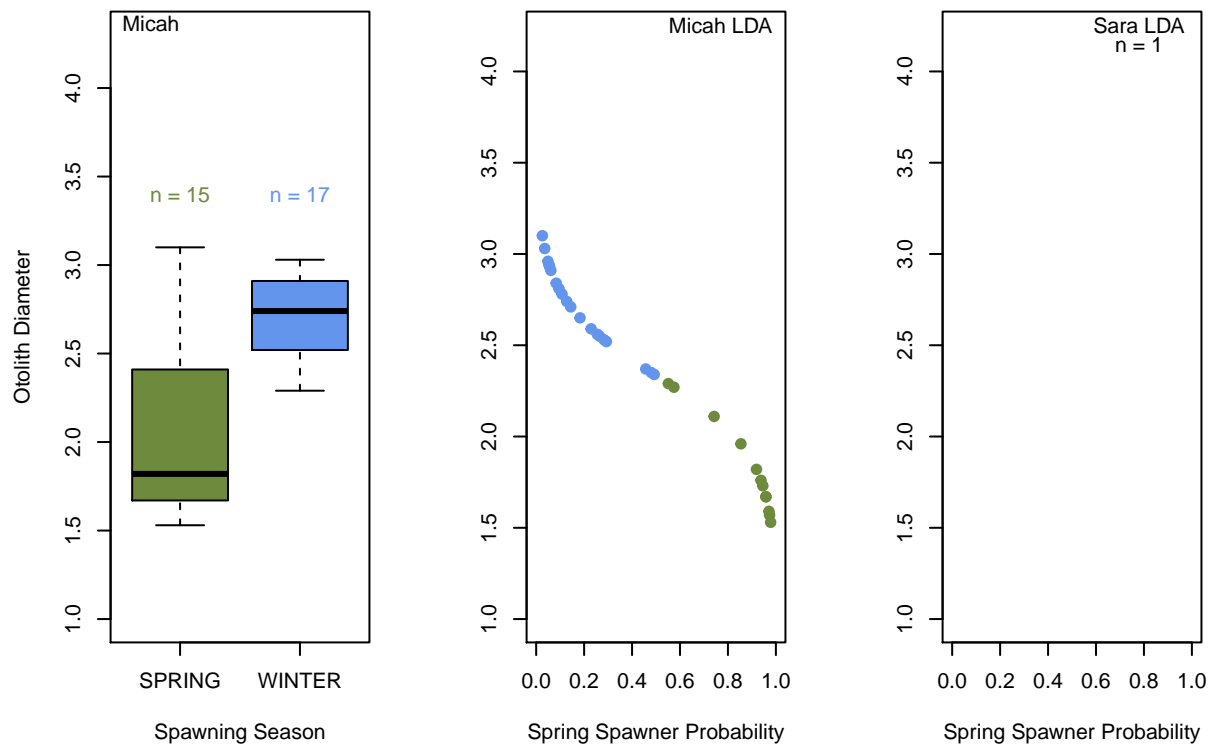 Micah
n = 15
n = 17
Otolith Diameter
4.0
3.5
3.0
2.5
2.0
1.5
1.0
SPRING
WINTER
Spawning Season
Micah LDA
4.0
3.5
3.0
2.5
2.0
1.5
1.0
0.0 0.2 0.4 0.6 0.8 1.0
Spring Spawner Probability
Sara LDA
n = 1
4.0
3.5
3.0
2.5
2.0
1.5
1.0
0.0 0.2 0.4 0.6 0.8 1.0
Spring Spawner Probability